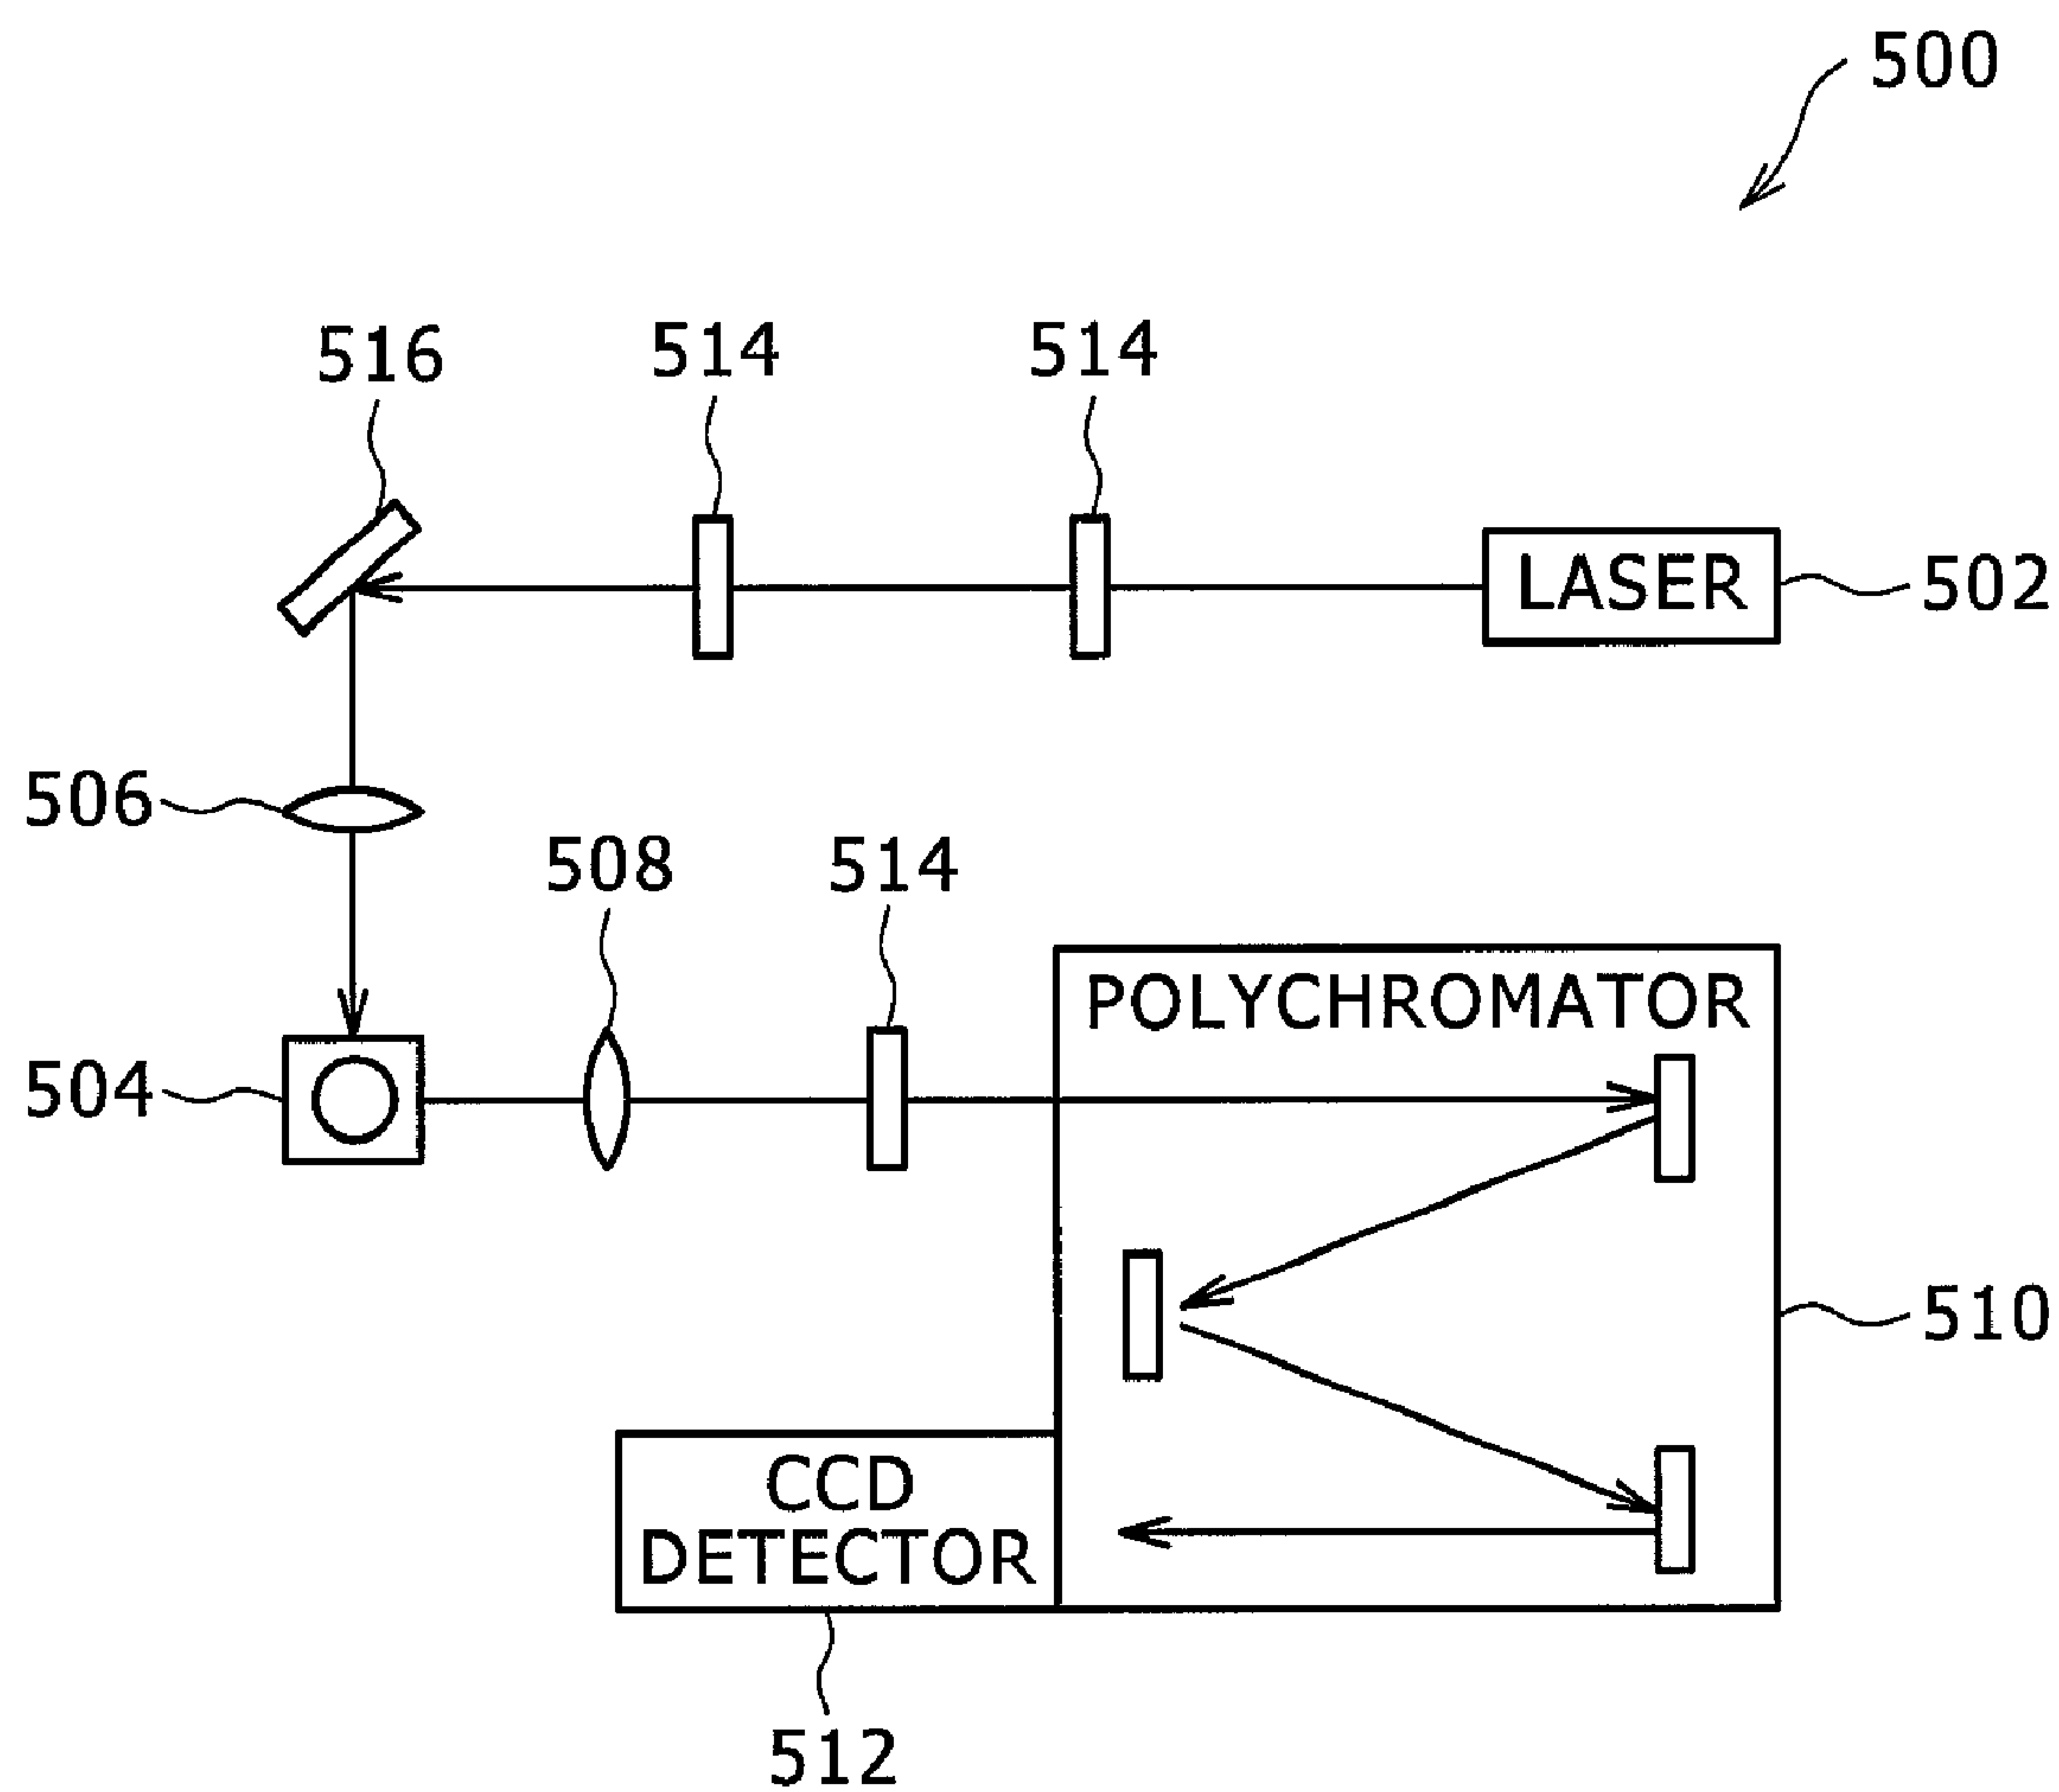 500
516
514
514
LASER
502
506
508
514
POLYCHROMATOR
504
510
CCD
DETECTOR
512